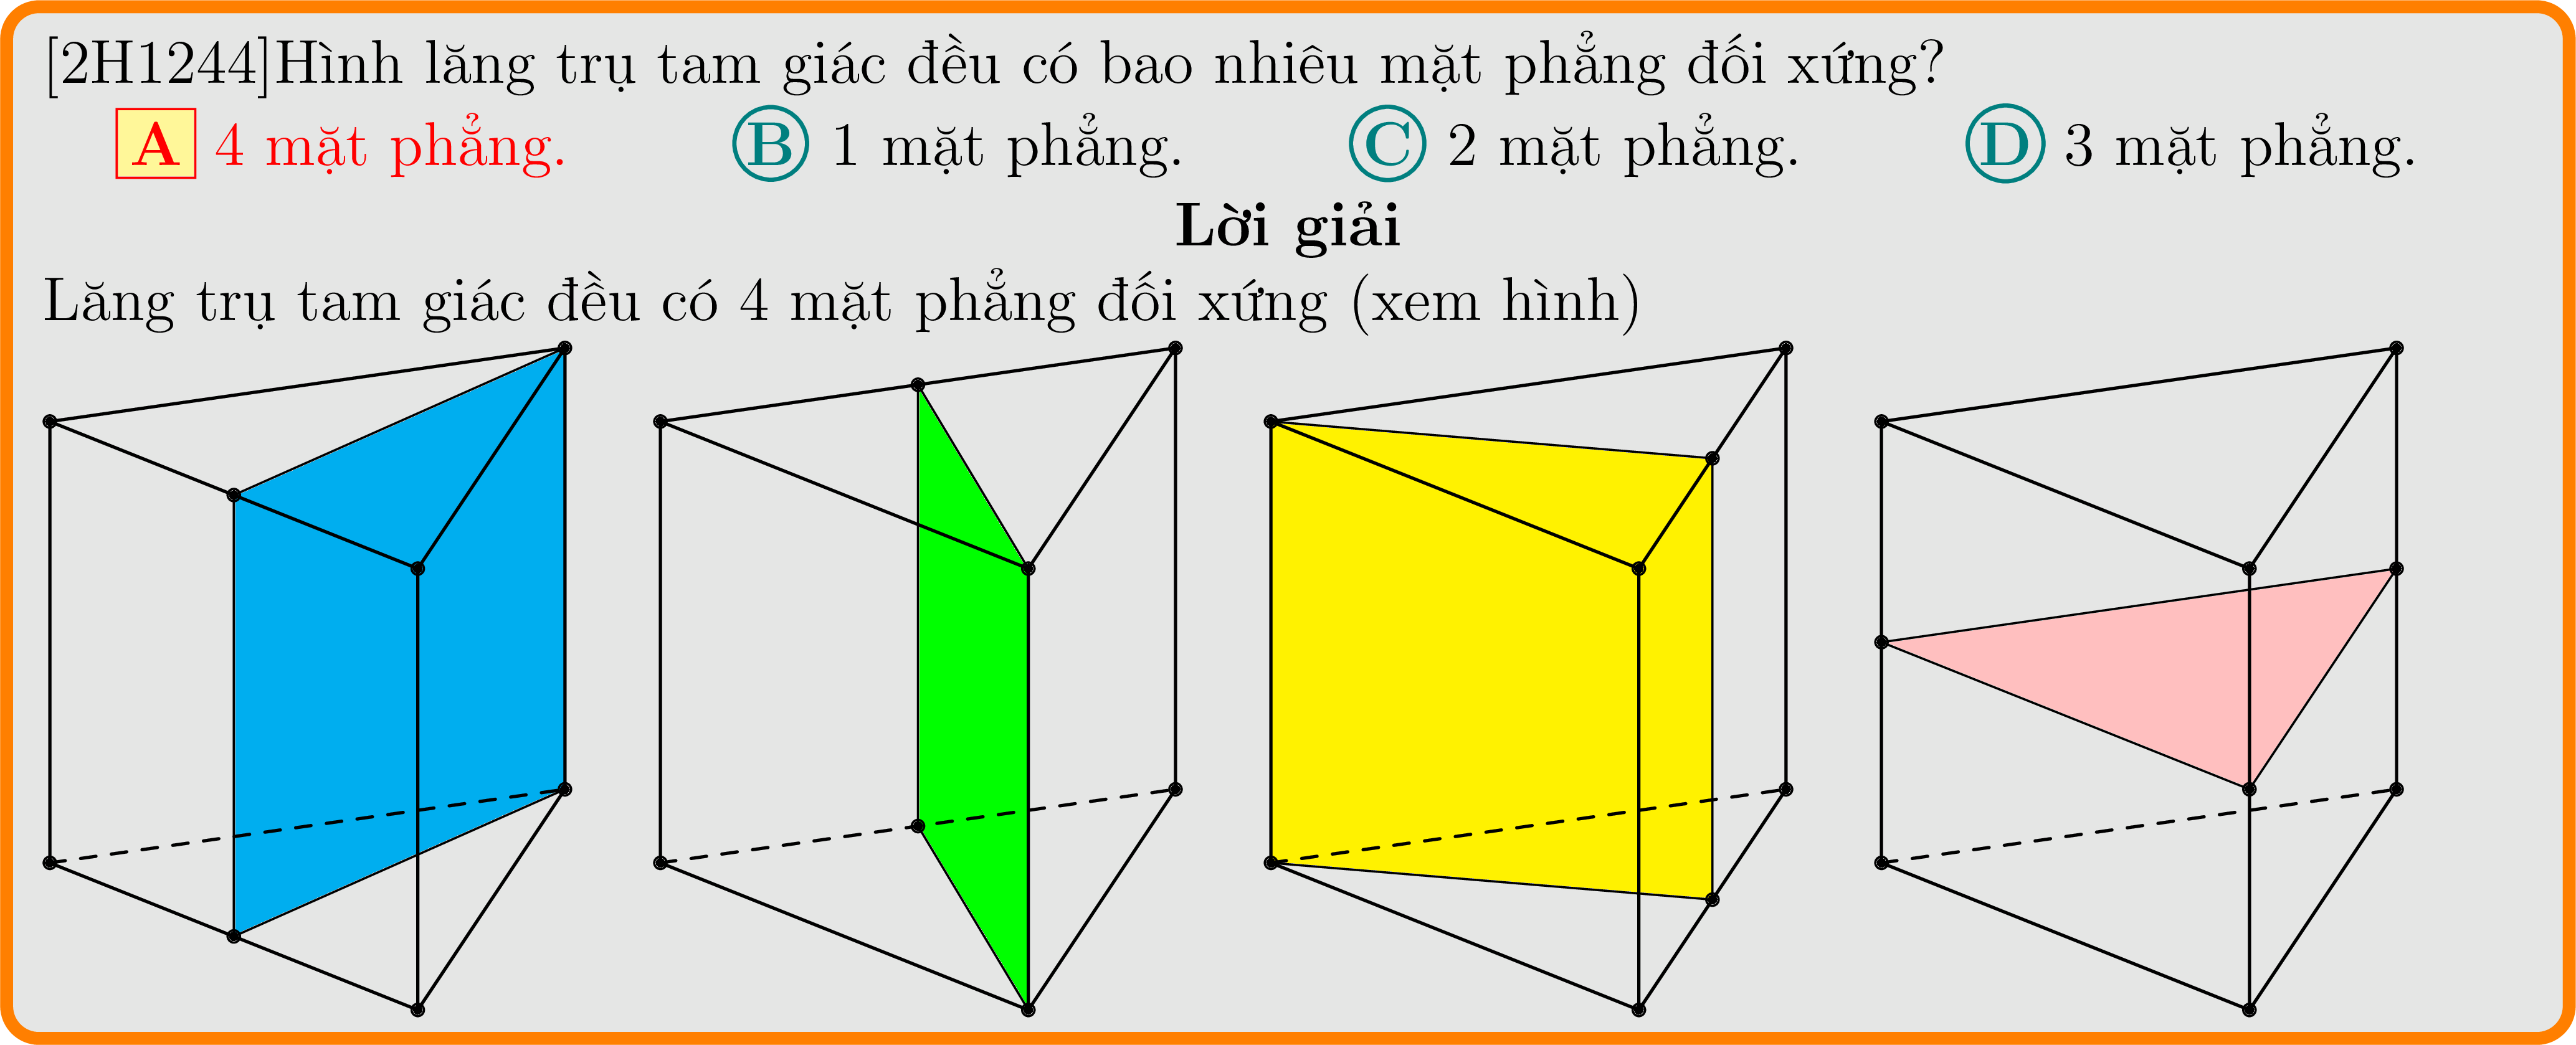 [2H1244]Hình lăng trụ tam giác đều có bao nhiêu mặt phẳng đối xứng?
A 4 mặt phẳng. B 1 mặt phẳng. C 2 mặt phẳng. D 3 mặt phẳng.
Lời giải
Lăng trụ tam giác đều có 4 mặt phẳng đối xứng (xem hình)